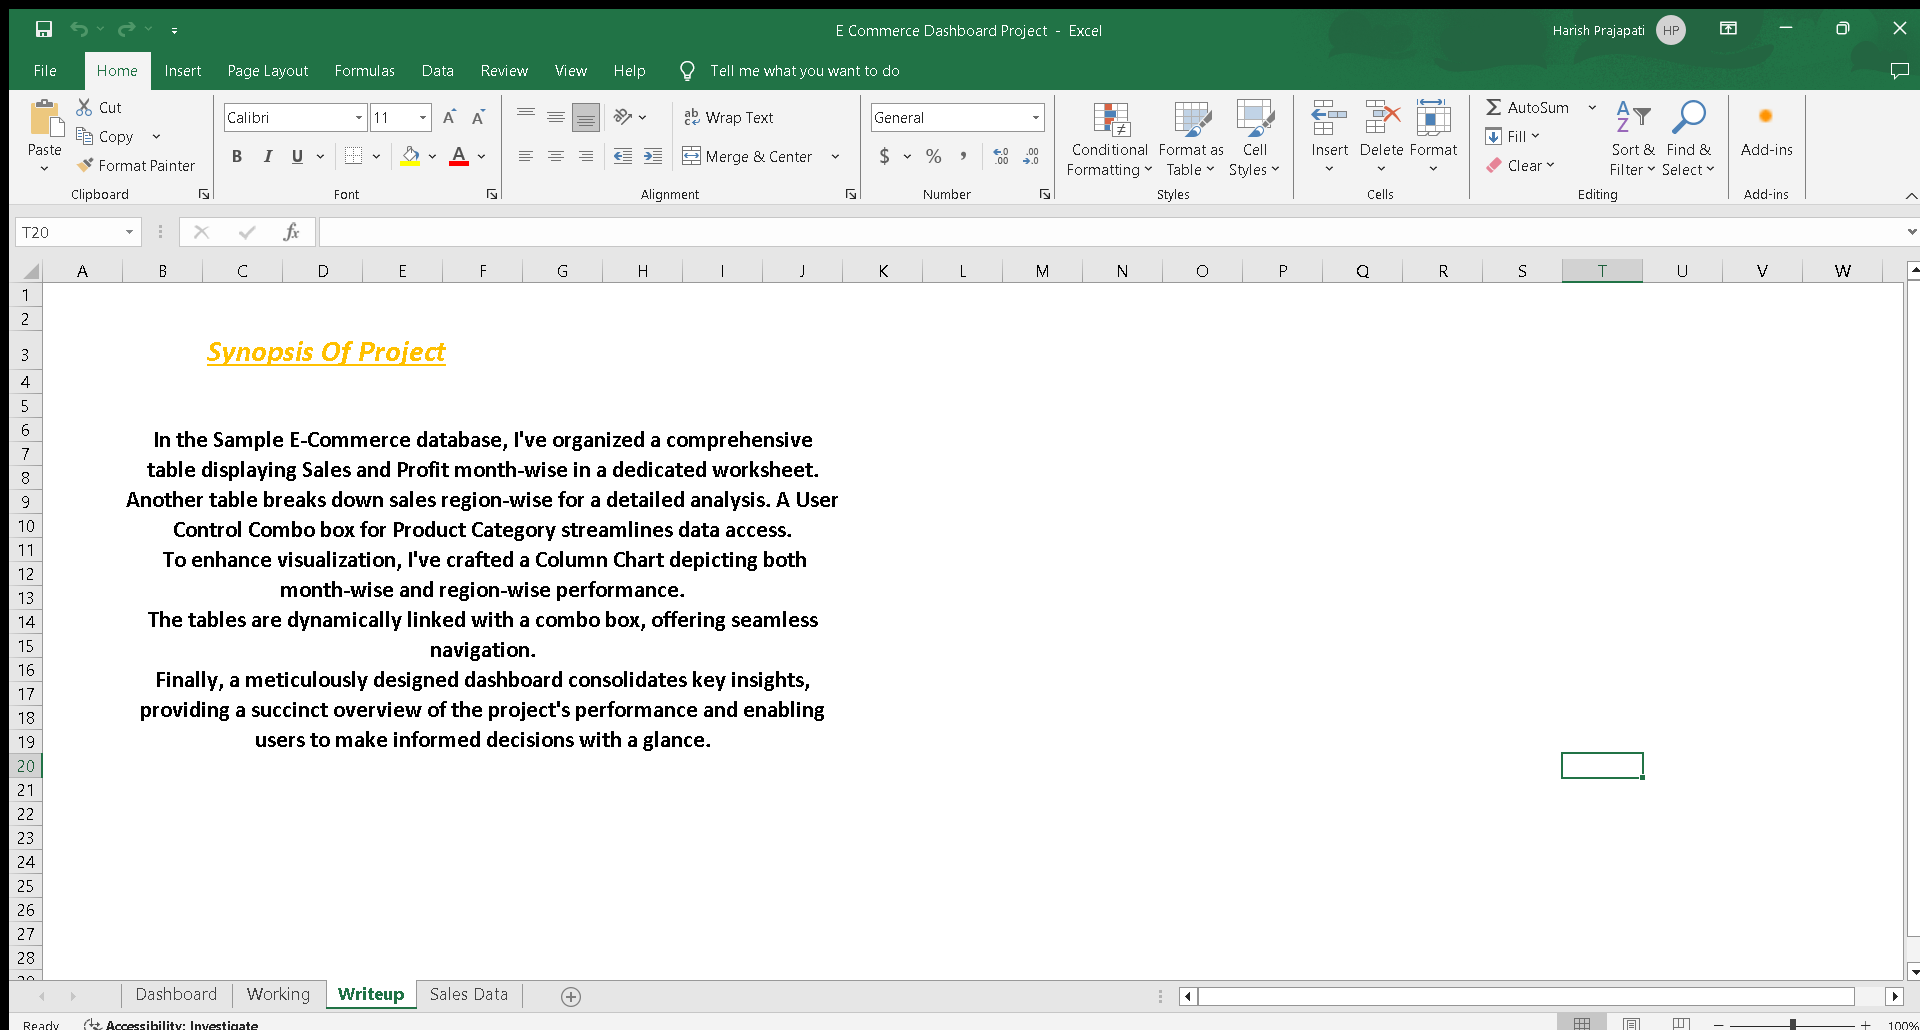 E Commerce Dashboard Project - Excel
Harish Prajapati HP
File Home Insert Page Layout Formulas Data Review View Help Tell me what you want to do
Paste
Cut
Copy
Format Painter
Clipboard
Calibri 11
B I U A
Font
Wrap Text
Merge & Center
Alignment
General
$ % ,
Number
Conditional Formatting
Format as Table
Cell Styles
Styles
Insert Delete Format
Cells
AutoSum
Fill
Clear
Sort & Filter
Find & Select
Editing
Add-ins
Add-ins
T20
fx
A B C D E F G H I J K L M N O P Q R S T U V W
1
2
3
4
5
6
7
8
9
10
11
12
13
14
15
16
17
18
19
20
21
22
23
24
25
26
27
28
29
Synopsis Of Project
In the Sample E-Commerce database, I've organized a comprehensive
table displaying Sales and Profit month-wise in a dedicated worksheet.
Another table breaks down sales region-wise for a detailed analysis. A User
Control Combo box for Product Category streamlines data access.
To enhance visualization, I've crafted a Column Chart depicting both
month-wise and region-wise performance.
The tables are dynamically linked with a combo box, offering seamless
navigation.
Finally, a meticulously designed dashboard consolidates key insights,
providing a succinct overview of the project's performance and enabling
users to make informed decisions with a glance.
Dashboard Working Writeup Sales Data
Ready Accessibility: Investigate 100%